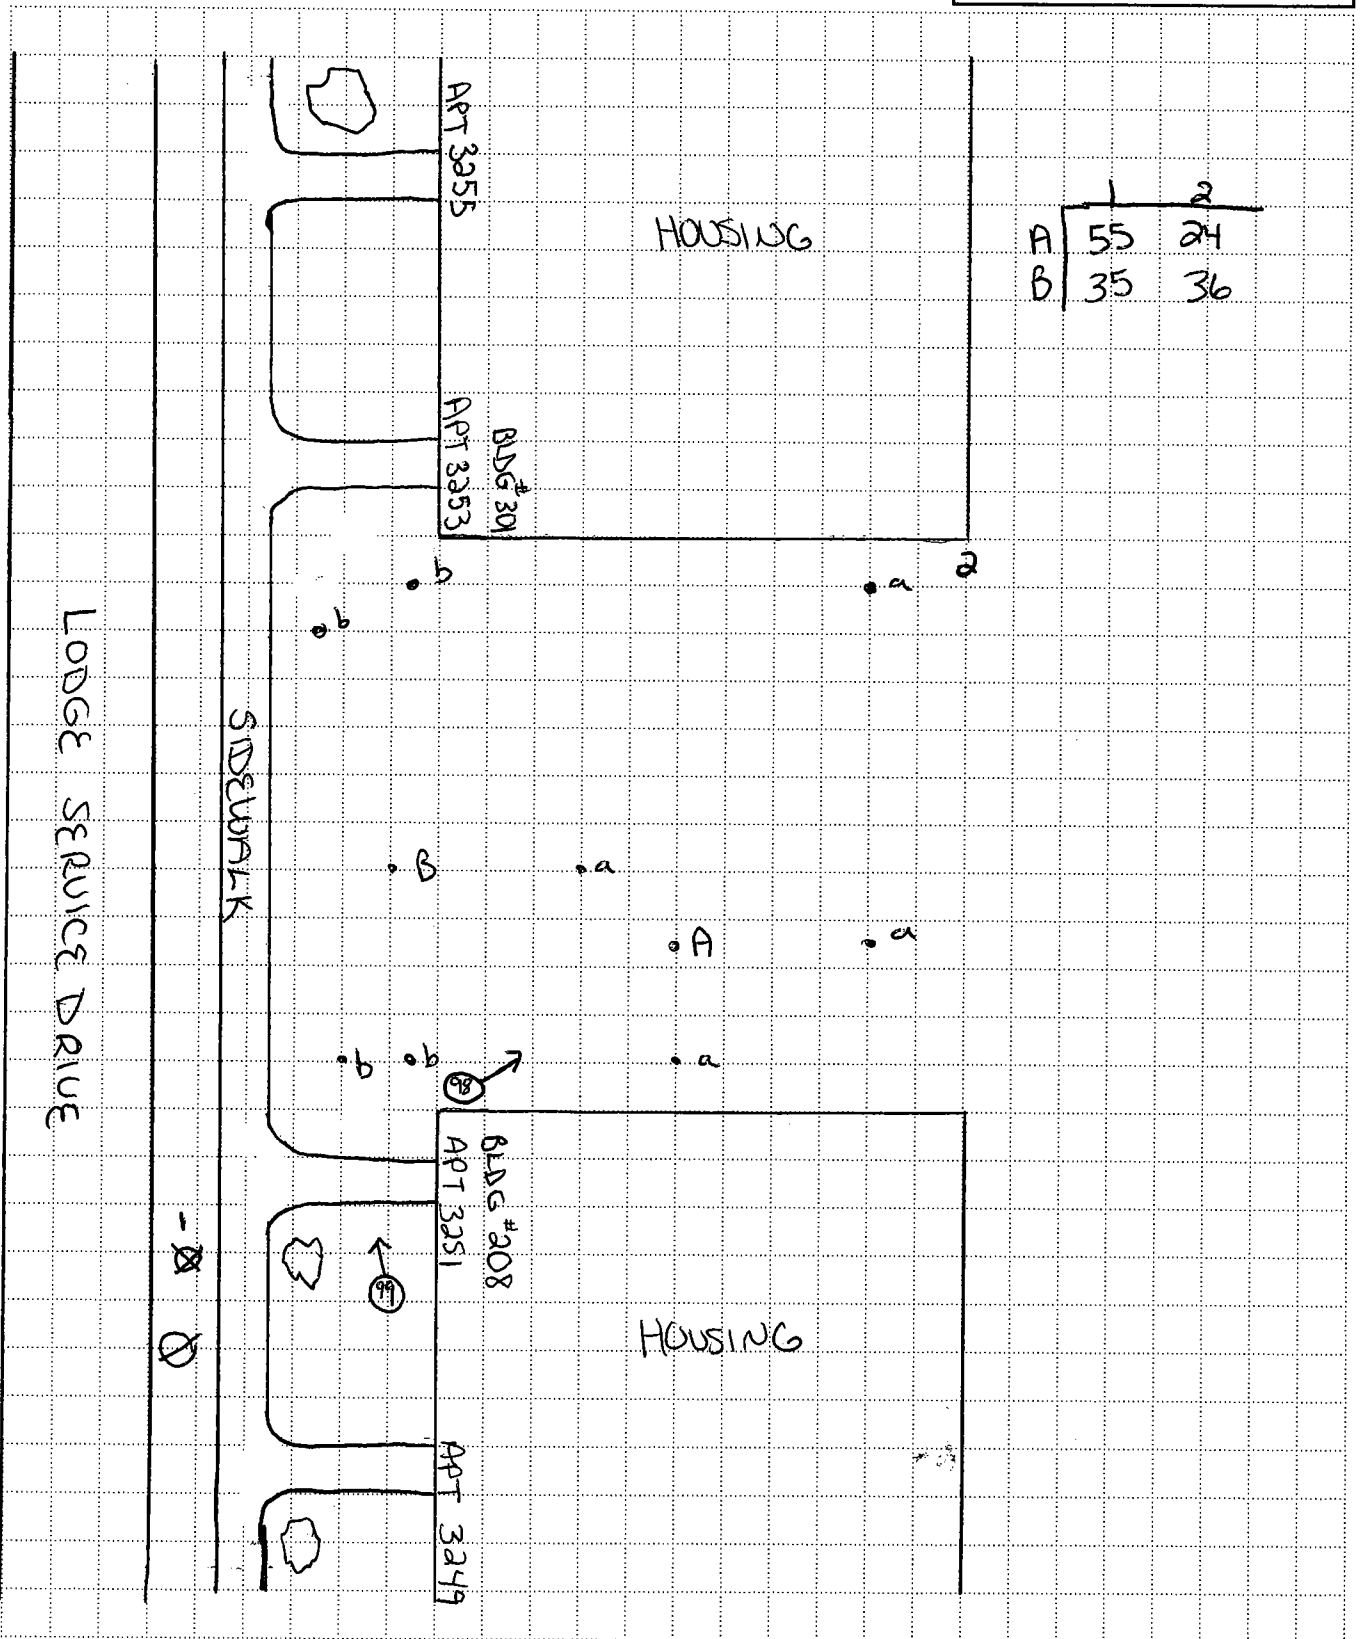 APT 3255
HOUSING
1 2
A 55 24
B 35 36
APT 3253
BLDG # 301
b
a
2
b
LODGE SERVICE DRIVE
SIDEWALK
B
a
A
a
b
b
a
98
BLDG # 208
APT 3251
99
HOUSING
APT 3249